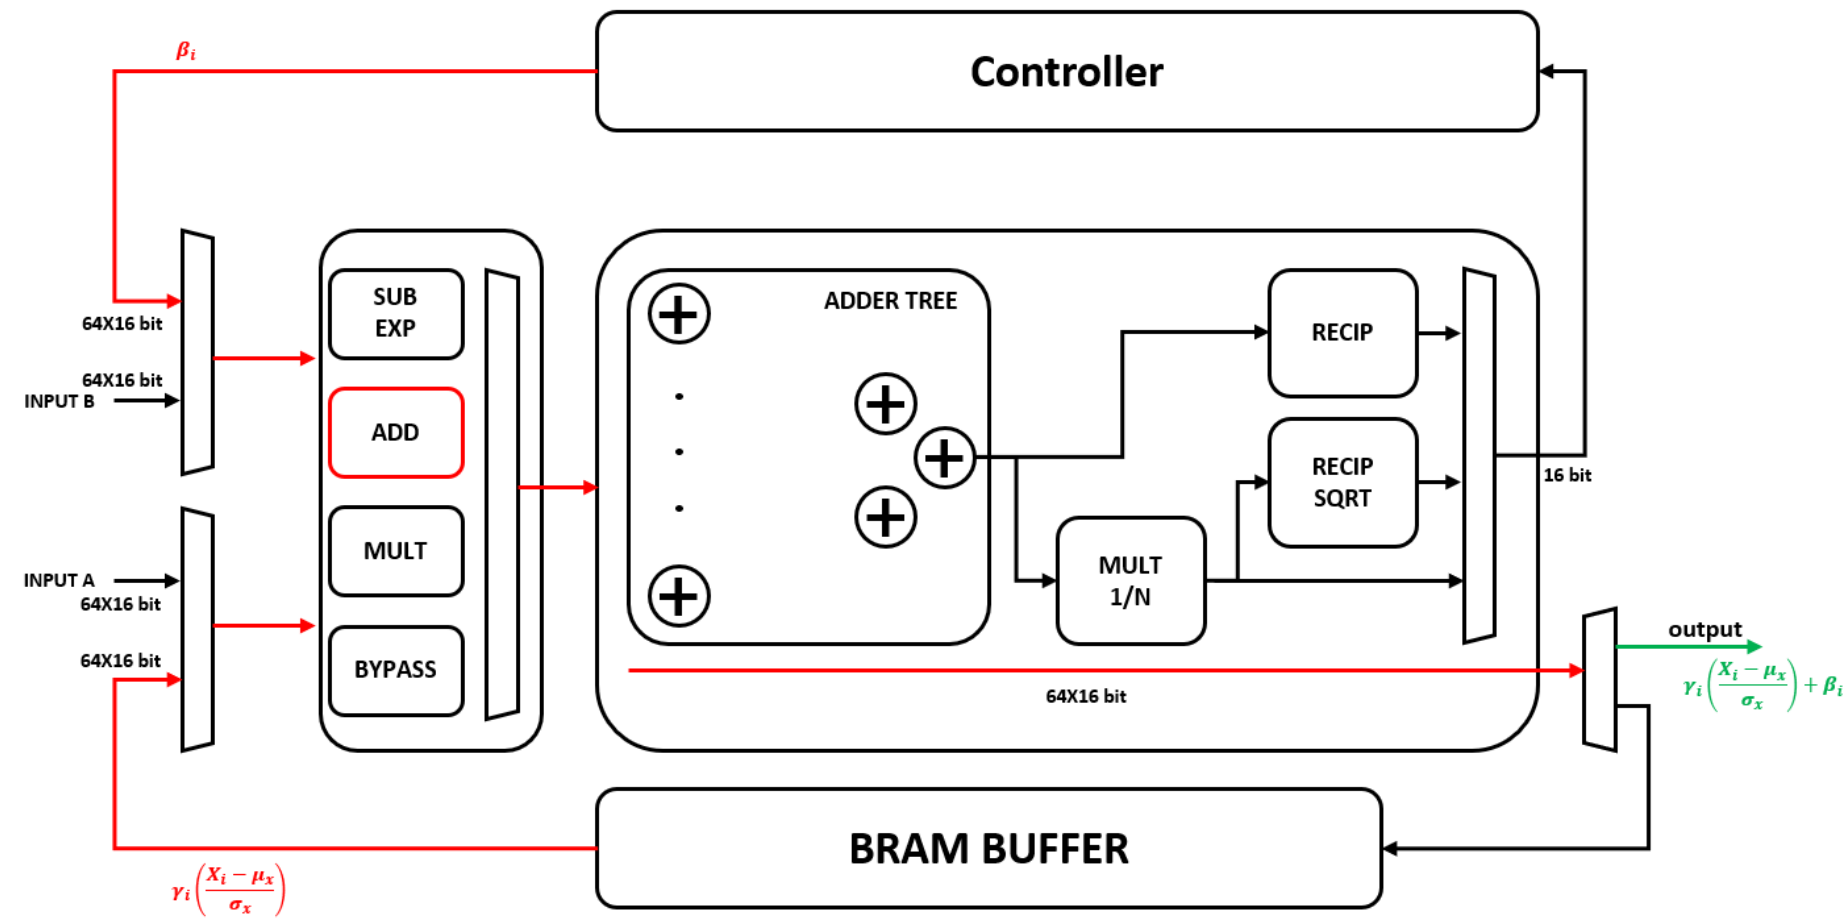 βᵢ
Controller
64X16 bit
64X16 bit
INPUT B
INPUT A
64X16 bit
64X16 bit
SUB
EXP
ADD
MULT
BYPASS
ADDER TREE
+
+
+
+
+
RECIP
RECIP
SQRT
MULT
1/N
16 bit
64X16 bit
output
γᵢ((Xᵢ − μₓ)/σₓ) + βᵢ
BRAM BUFFER
γᵢ((Xᵢ − μₓ)/σₓ)